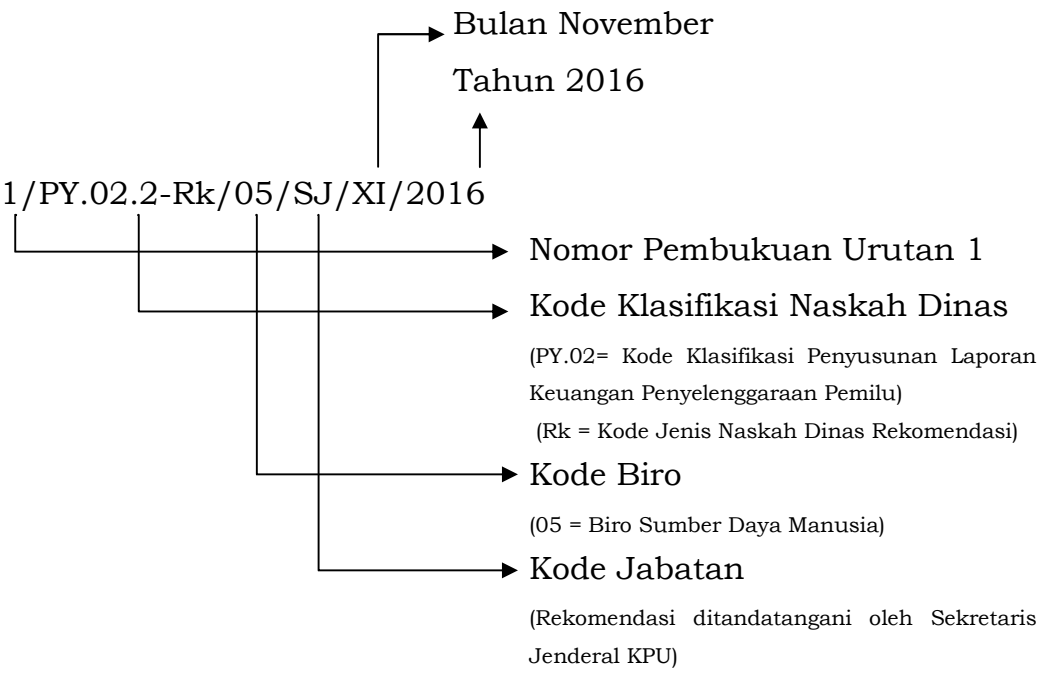 Bulan November
Tahun 2016
1/PY.02.2-Rk/05/SJ/XI/2016
Nomor Pembukuan Urutan 1
Kode Klasifikasi Naskah Dinas
(PY.02= Kode Klasifikasi Penyusunan Laporan
Keuangan Penyelenggaraan Pemilu)
(Rk = Kode Jenis Naskah Dinas Rekomendasi)
Kode Biro
(05 = Biro Sumber Daya Manusia)
Kode Jabatan
(Rekomendasi ditandatangani oleh Sekretaris
Jenderal KPU)